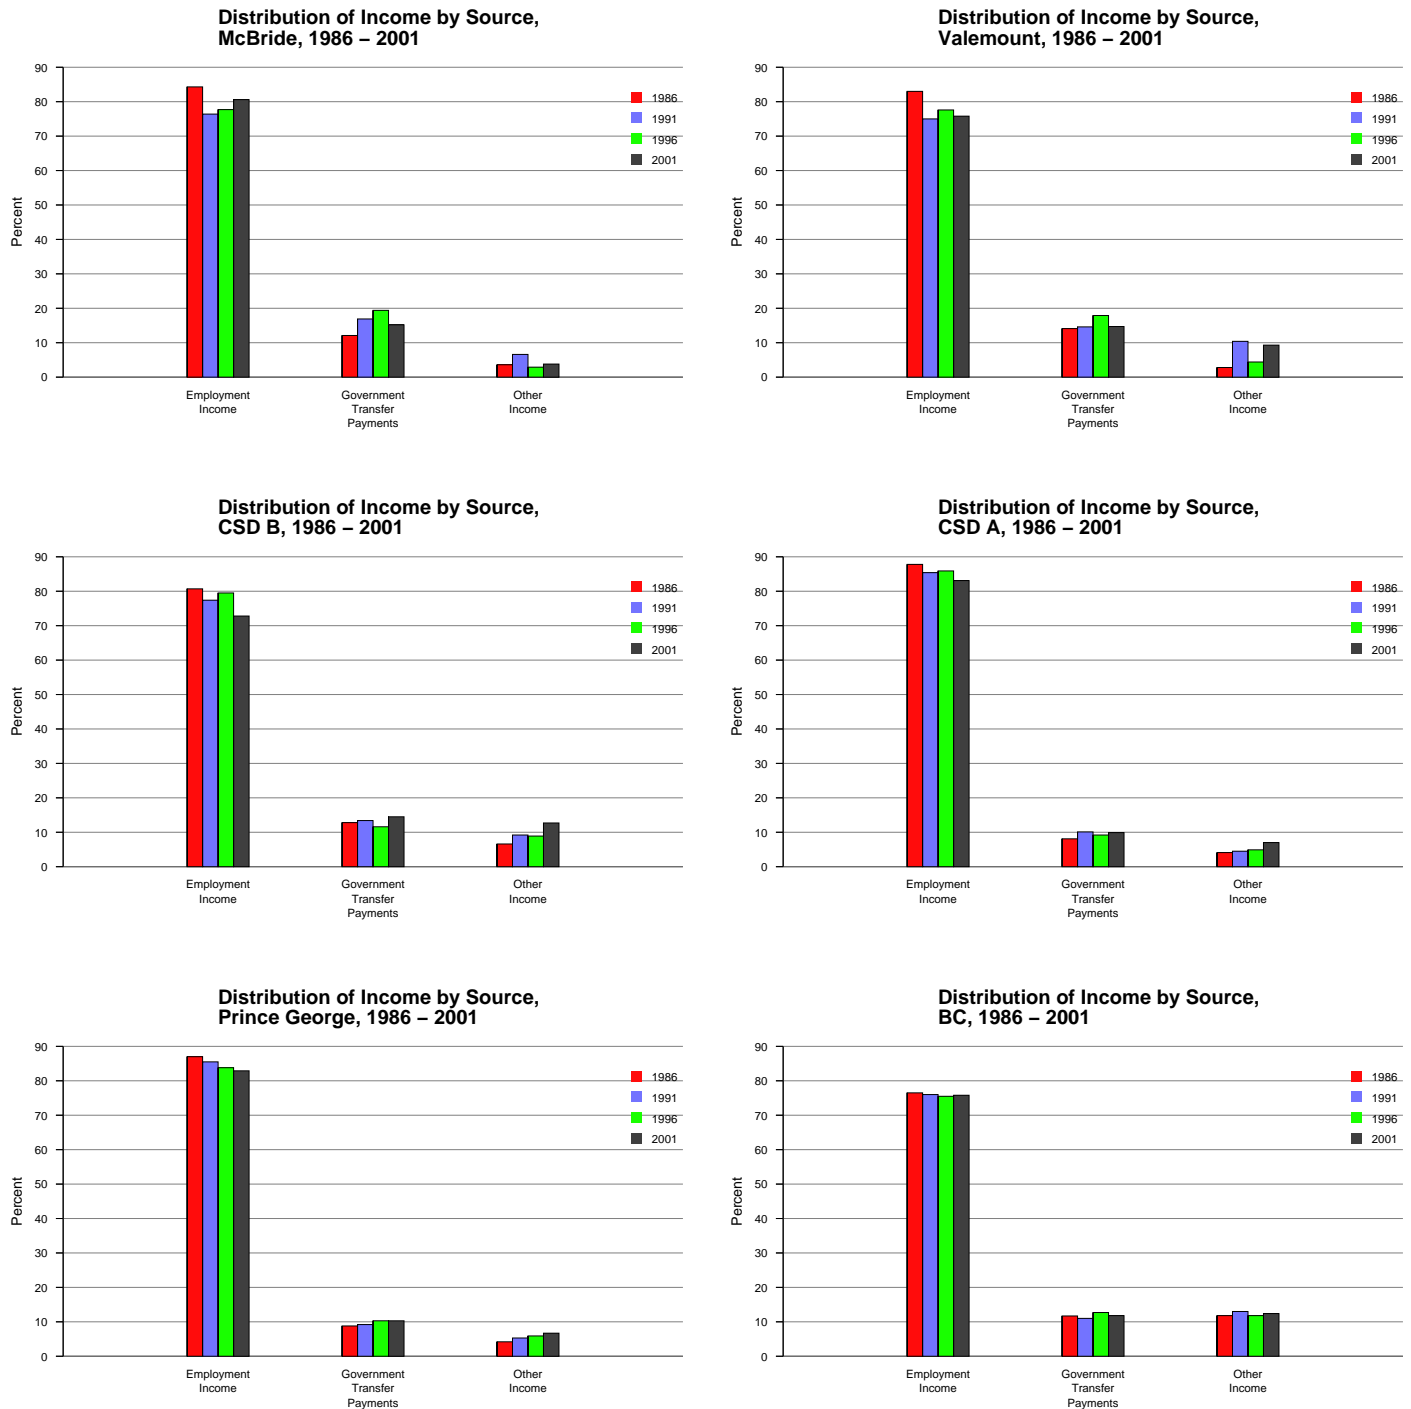 Distribution of Income by Source,
McBride, 1986 – 2001
90
80
70
60
50
40
30
20
10
0
Percent
1986
1991
1996
2001
Employment
Income
Government
Transfer
Payments
Other
Income
Distribution of Income by Source,
Valemount, 1986 – 2001
90
80
70
60
50
40
30
20
10
0
Percent
1986
1991
1996
2001
Employment
Income
Government
Transfer
Payments
Other
Income
Distribution of Income by Source,
CSD B, 1986 – 2001
90
80
70
60
50
40
30
20
10
0
Percent
1986
1991
1996
2001
Employment
Income
Government
Transfer
Payments
Other
Income
Distribution of Income by Source,
CSD A, 1986 – 2001
90
80
70
60
50
40
30
20
10
0
Percent
1986
1991
1996
2001
Employment
Income
Government
Transfer
Payments
Other
Income
Distribution of Income by Source,
Prince George, 1986 – 2001
90
80
70
60
50
40
30
20
10
0
Percent
1986
1991
1996
2001
Employment
Income
Government
Transfer
Payments
Other
Income
Distribution of Income by Source,
BC, 1986 – 2001
90
80
70
60
50
40
30
20
10
0
Percent
1986
1991
1996
2001
Employment
Income
Government
Transfer
Payments
Other
Income